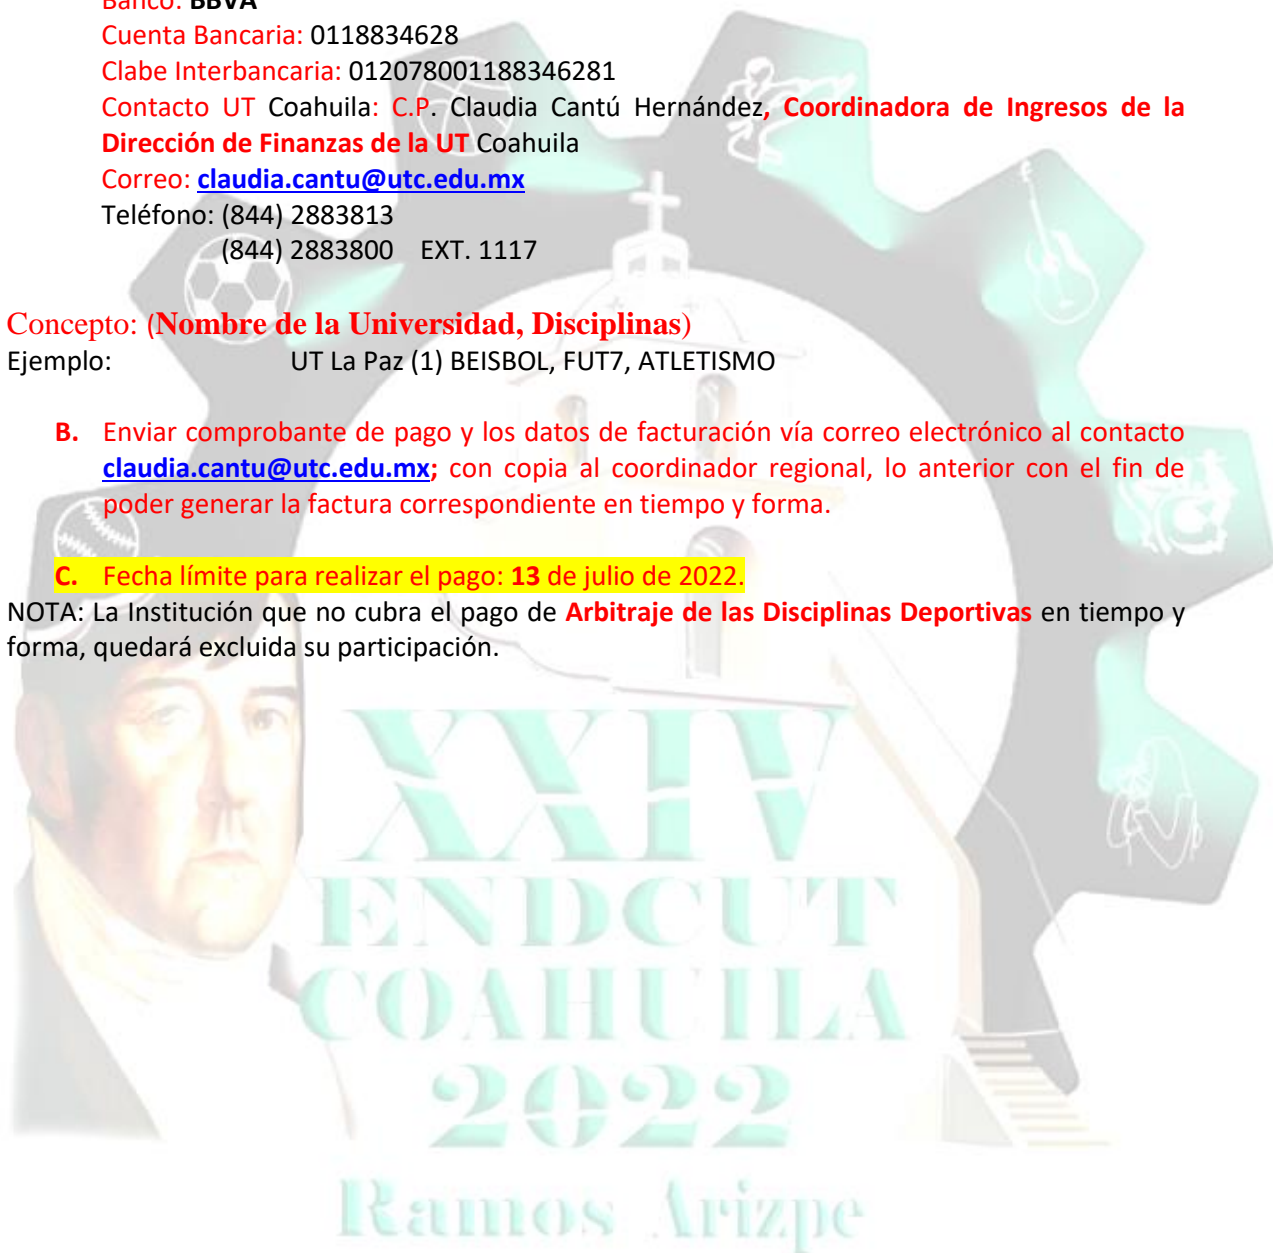 Banco: BBVA
Cuenta Bancaria: 0118834628
Clabe Interbancaria: 012078001188346281
Contacto UT Coahuila: C.P. Claudia Cantú Hernández, Coordinadora de Ingresos de la
Dirección de Finanzas de la UT Coahuila
Correo: claudia.cantu@utc.edu.mx
Teléfono: (844) 2883813
(844) 2883800 EXT. 1117
Concepto: (Nombre de la Universidad, Disciplinas)
Ejemplo: UT La Paz (1) BEISBOL, FUT7, ATLETISMO
B. Enviar comprobante de pago y los datos de facturación vía correo electrónico al contacto
claudia.cantu@utc.edu.mx; con copia al coordinador regional, lo anterior con el fin de
poder generar la factura correspondiente en tiempo y forma.
C. Fecha límite para realizar el pago: 13 de julio de 2022.
NOTA: La Institución que no cubra el pago de Arbitraje de las Disciplinas Deportivas en tiempo y
forma, quedará excluida su participación.
XXIV
ENDCUT
COAHUILA
2022
Ramos Arizpe